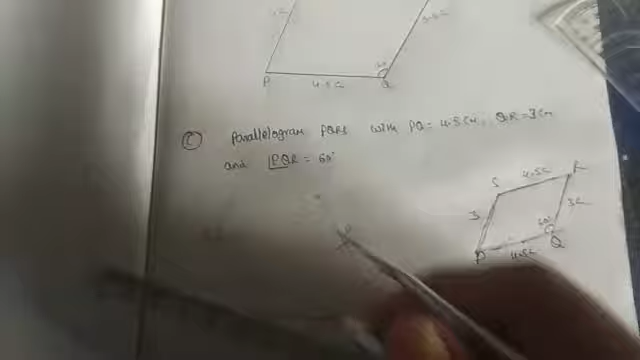 P
4.5c
Q
C
Parallelogram PQRS with PQ = 4.5cm, QR = 3cm
and ∠PQR = 60°
S
4.5c
R
3
3c
60°
P
4.5c
Q